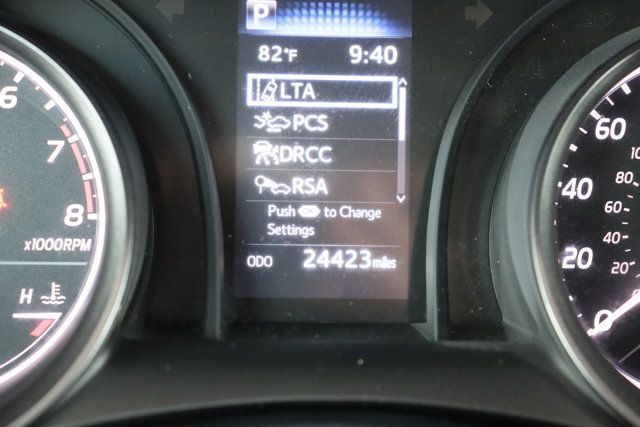 P
82°F 9:40
LTA
PCS
DRCC
RSA
Push to Change
Settings
ODO 24423 miles
6
7
8
x1000RPM
H
60
40
20
0
80
60
40
20